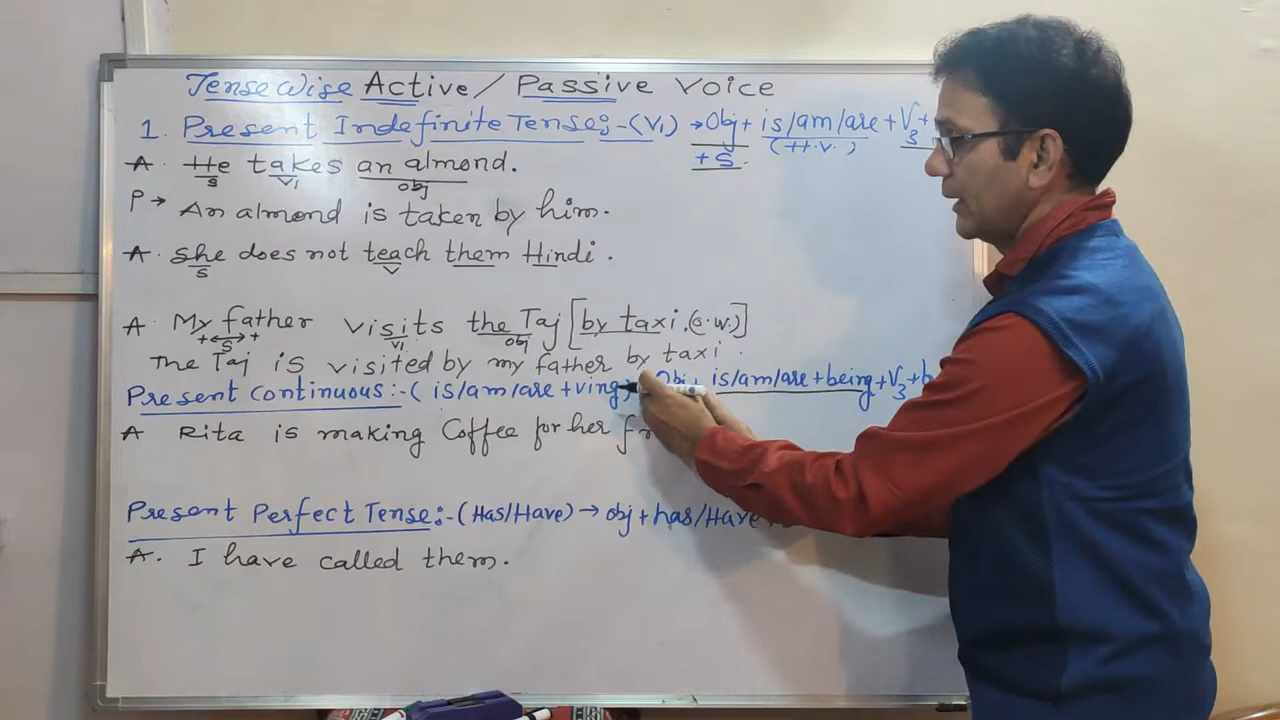 Tense Wise Active / Passive Voice
1. Present Indefinite Tense:-(V1) → Obj + is/am/are + V3 +
(H.V.)
+S.
A. He takes an almond.
S V1 obj
P → An almond is taken by him.
A. She does not teach them Hindi.
S V
A. My father visits the Taj [by taxi.(o.w.)]
+ S + V1 obj
The Taj is visited by my father by taxi.
Present Continuous:-( is/am/are + ving) Obj + is/am/are + being + V3 + b
A Rita is making Coffee for her
Present Perfect Tense:-(Has/Have) → obj + has/Have
A. I have called them.